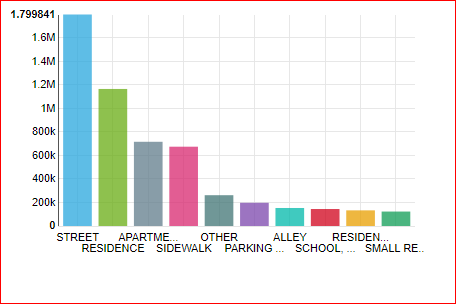 1.799841
1.6M
1.4M
1.2M
1M
800k
600k
400k
200k
0
STREET APARTME... OTHER ALLEY RESIDEN...
RESIDENCE SIDEWALK PARKING ... SCHOOL, ... SMALL RE..